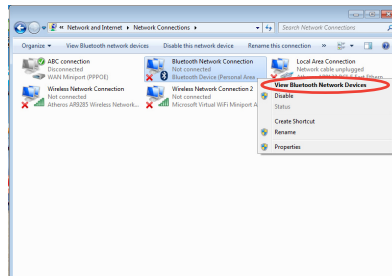 « Network and Internet ▸ Network Connections ▸
Search Network Connections
Organize
View Bluetooth network devices
Disable this network device
Rename this connection
»
ABC connection
Disconnected
WAN Miniport (PPPOE)
Bluetooth Network Connection
Not connected
Bluetooth Device (Personal Area
Local Area Connection
Network cable unplugged
Wireless Network Connection
Not connected
Atheros AR9285 Wireless Network...
Wireless Network Connection 2
Not connected
Microsoft Virtual WiFi Miniport A
View Bluetooth Network Devices
Disable
Status
Create Shortcut
Rename
Properties